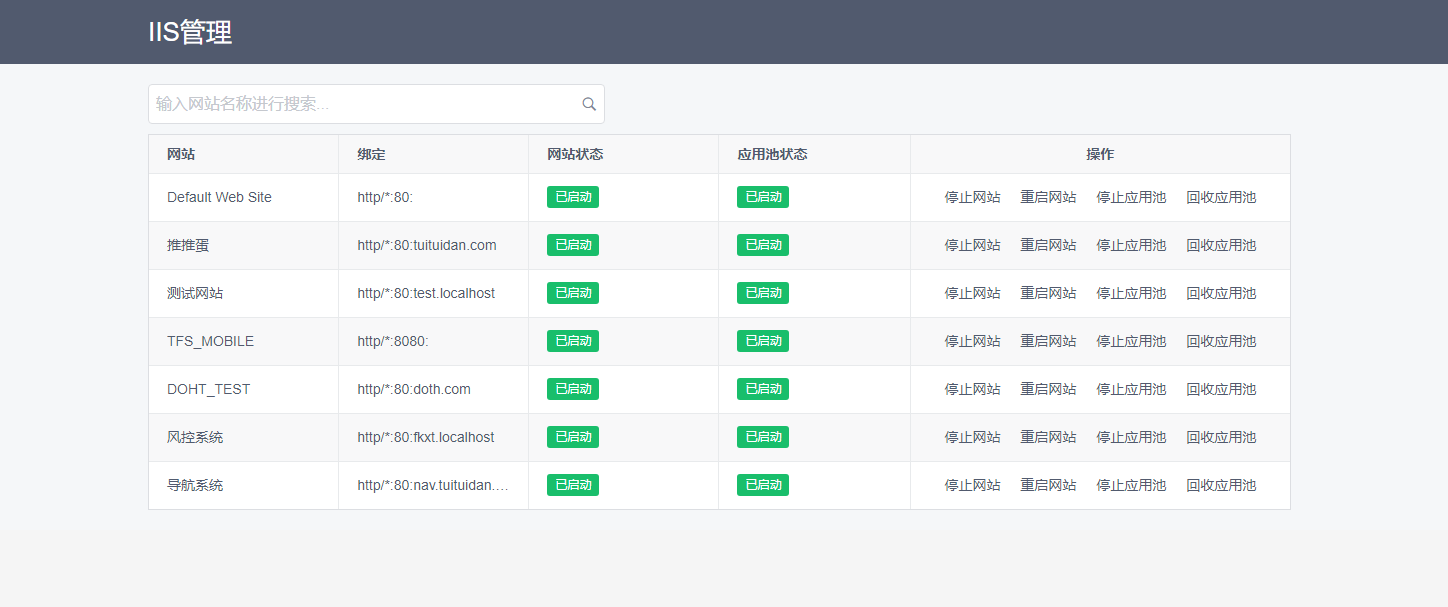 IIS管理
输入网站名称进行搜索...
网站 绑定 网站状态 应用池状态 操作
Default Web Site http/*:80: 已启动 已启动 停止网站 重启网站 停止应用池 回收应用池
推推蛋 http/*:80:tuituidan.com 已启动 已启动 停止网站 重启网站 停止应用池 回收应用池
测试网站 http/*:80:test.localhost 已启动 已启动 停止网站 重启网站 停止应用池 回收应用池
TFS_MOBILE http/*:8080: 已启动 已启动 停止网站 重启网站 停止应用池 回收应用池
DOHT_TEST http/*:80:doth.com 已启动 已启动 停止网站 重启网站 停止应用池 回收应用池
风控系统 http/*:80:fkxt.localhost 已启动 已启动 停止网站 重启网站 停止应用池 回收应用池
导航系统 http/*:80:nav.tuituidan.... 已启动 已启动 停止网站 重启网站 停止应用池 回收应用池